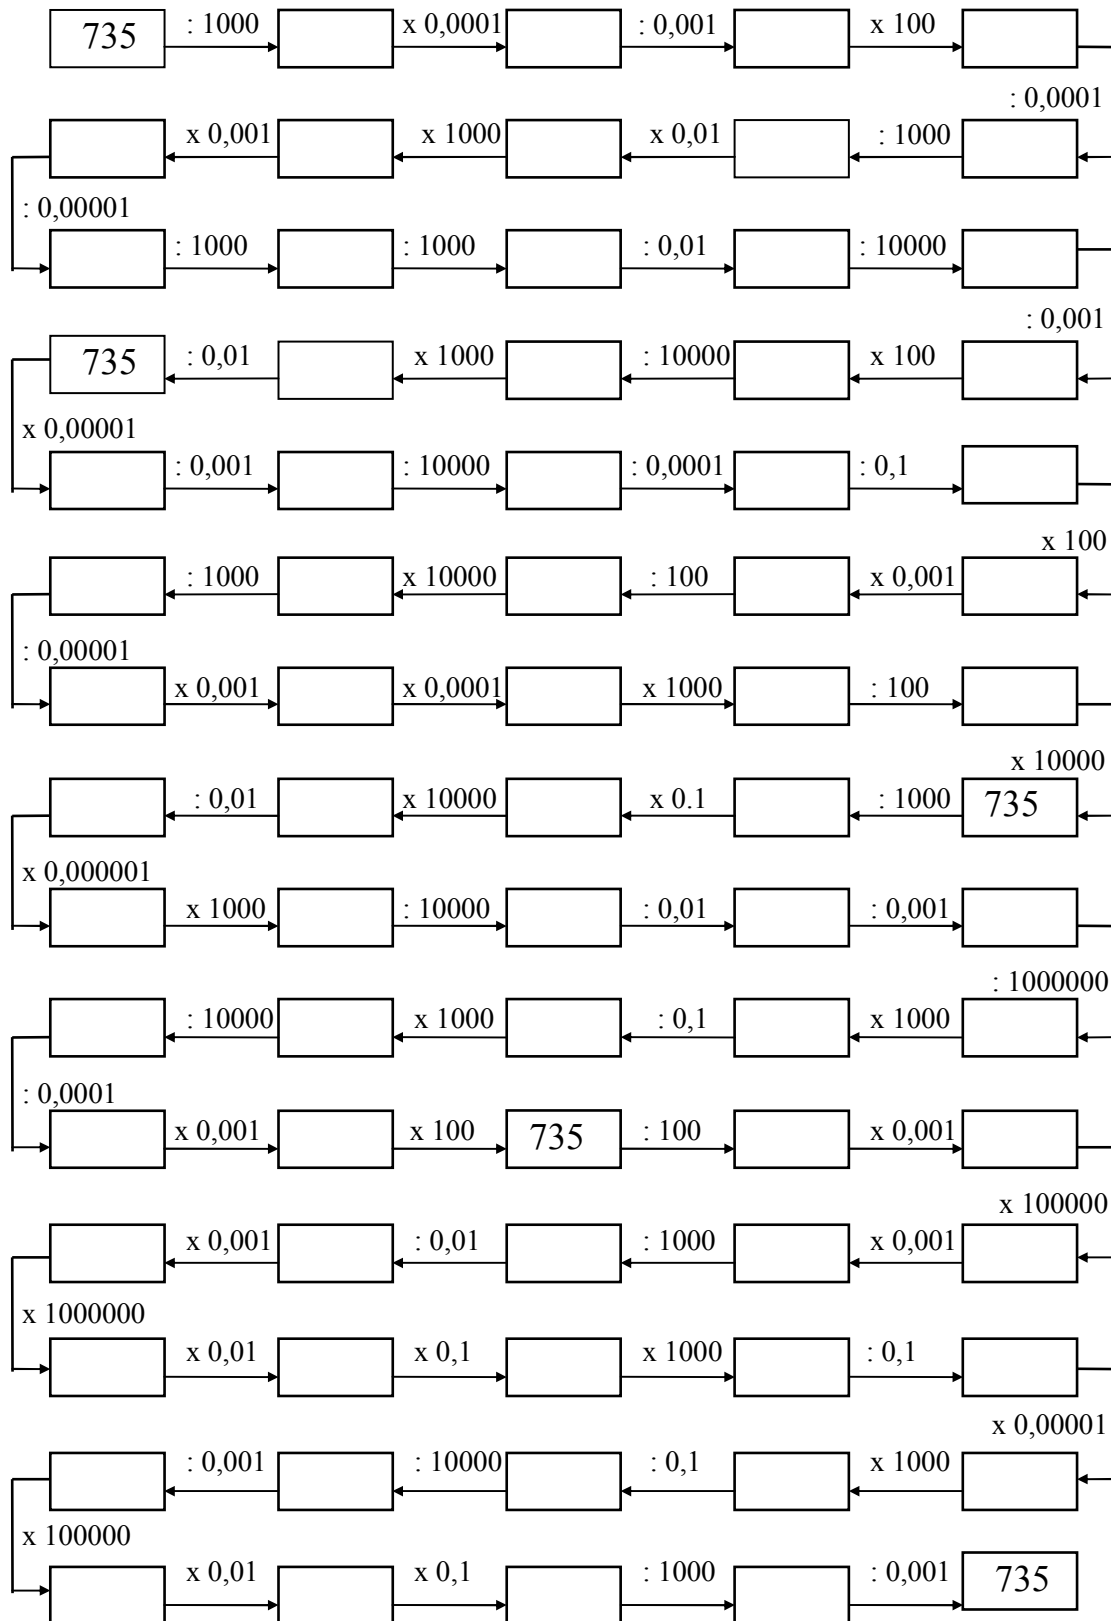 735 : 1000 x 0,0001 : 0,001 x 100
: 0,0001
x 0,001 x 1000 x 0,01 : 1000
: 0,00001
: 1000 : 1000 : 0,01 : 10000
: 0,001
735 : 0,01 x 1000 : 10000 x 100
x 0,00001
: 0,001 : 10000 : 0,0001 : 0,1
x 100
: 1000 x 10000 : 100 x 0,001
: 0,00001
x 0,001 x 0,0001 x 1000 : 100
x 10000
: 0,01 x 10000 x 0.1 : 1000 735
x 0,000001
x 1000 : 10000 : 0,01 : 0,001
: 1000000
: 10000 x 1000 : 0,1 x 1000
: 0,0001
x 0,001 x 100 735 : 100 x 0,001
x 100000
x 0,001 : 0,01 : 1000 x 0,001
x 1000000
x 0,01 x 0,1 x 1000 : 0,1
x 0,00001
: 0,001 : 10000 : 0,1 x 1000
x 100000
x 0,01 x 0,1 : 1000 : 0,001 735